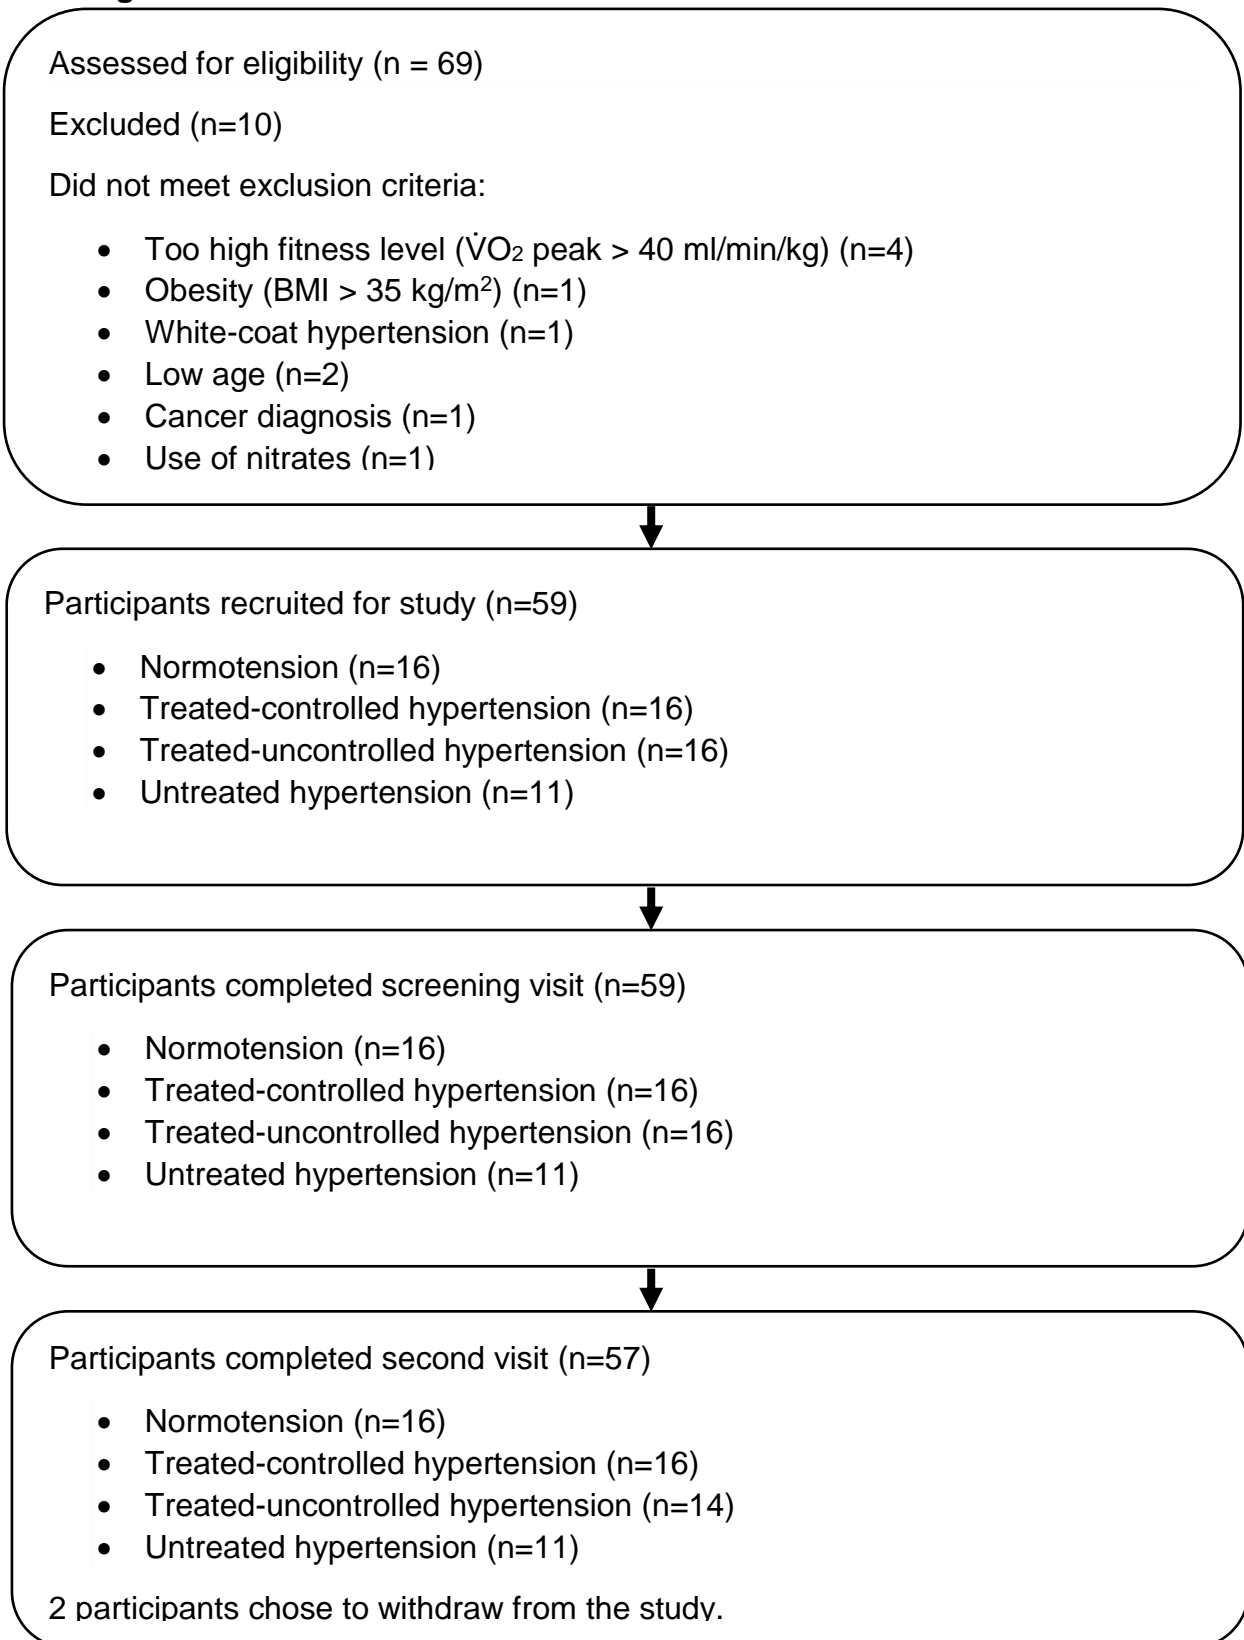 Assessed for eligibility (n = 69)
Excluded (n=10)
Did not meet exclusion criteria:
• Too high fitness level (V̇O₂ peak > 40 ml/min/kg) (n=4)
• Obesity (BMI > 35 kg/m²) (n=1)
• White-coat hypertension (n=1)
• Low age (n=2)
• Cancer diagnosis (n=1)
• Use of nitrates (n=1)
Participants recruited for study (n=59)
• Normotension (n=16)
• Treated-controlled hypertension (n=16)
• Treated-uncontrolled hypertension (n=16)
• Untreated hypertension (n=11)
Participants completed screening visit (n=59)
• Normotension (n=16)
• Treated-controlled hypertension (n=16)
• Treated-uncontrolled hypertension (n=16)
• Untreated hypertension (n=11)
Participants completed second visit (n=57)
• Normotension (n=16)
• Treated-controlled hypertension (n=16)
• Treated-uncontrolled hypertension (n=14)
• Untreated hypertension (n=11)
2 participants chose to withdraw from the study.